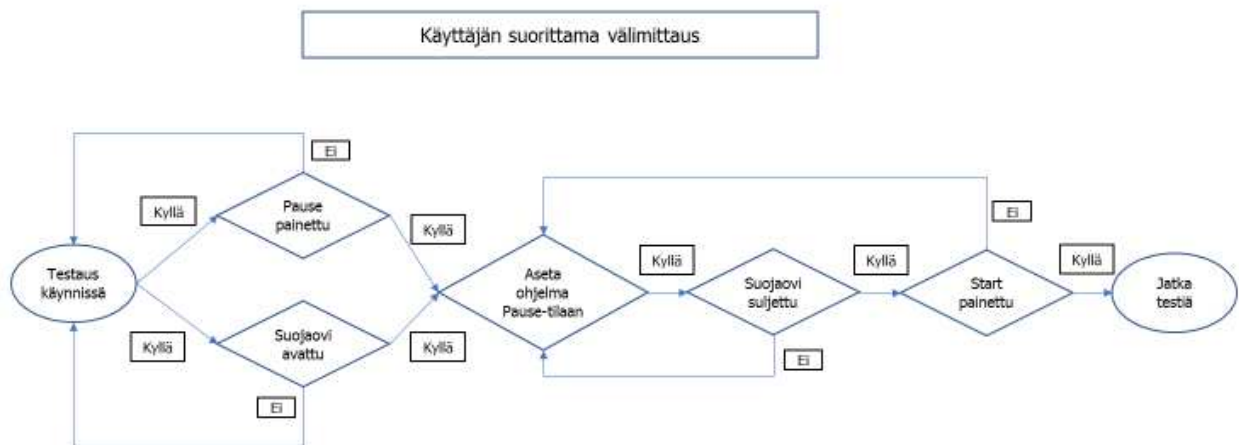 Käyttäjän suorittama välimittaus
Ei
Kyllä
Pause
painettu
Kyllä
Ei
Testaus
käynnissä
Aseta
ohjelma
Pause-tilaan
Kyllä
Suojaovi
suljettu
Kyllä
Start
painettu
Kyllä
Jatka
testiä
Kyllä
Suojaovi
avattu
Kyllä
Ei
Ei